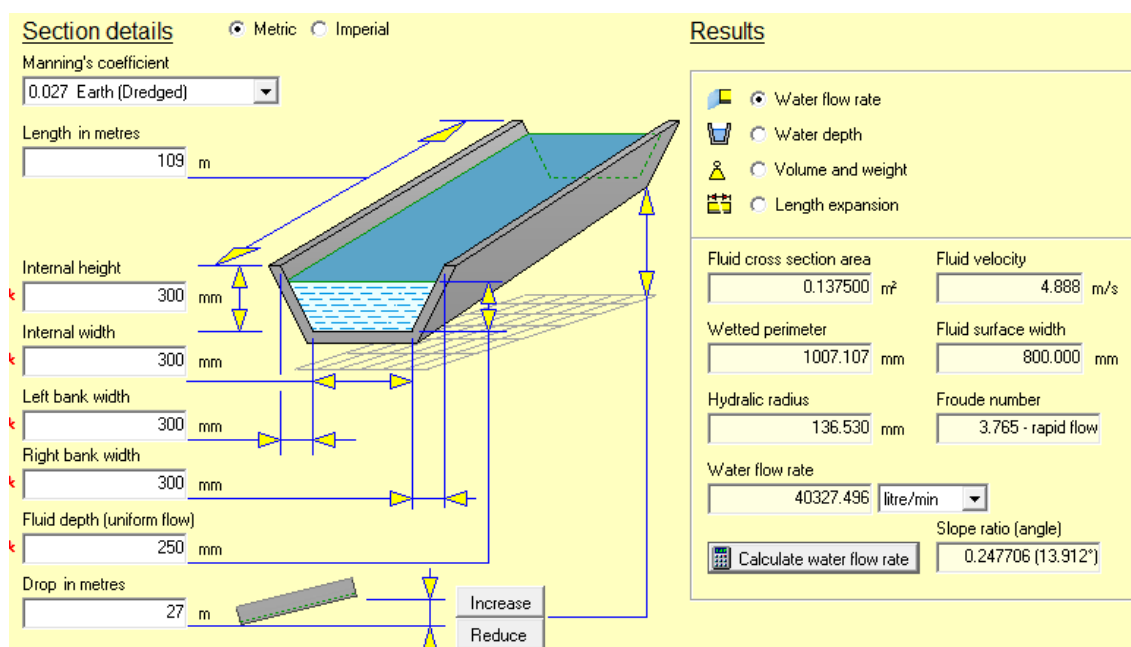 Section details
Metric
Imperial
Manning's coefficient
0.027 Earth (Dredged)
Length in metres
109 m
Internal height
* 300 mm
Internal width
* 300 mm
Left bank width
* 300 mm
Right bank width
* 300 mm
Fluid depth (uniform flow)
* 250 mm
Drop in metres
27 m
Increase
Reduce
Results
Water flow rate
Water depth
Volume and weight
Length expansion
Fluid cross section area
0.137500 m²
Fluid velocity
4.888 m/s
Wetted perimeter
1007.107 mm
Fluid surface width
800.000 mm
Hydralic radius
136.530 mm
Froude number
3.765 - rapid flow
Water flow rate
40327.496 litre/min
Calculate water flow rate
Slope ratio (angle)
0.247706 (13.912°)